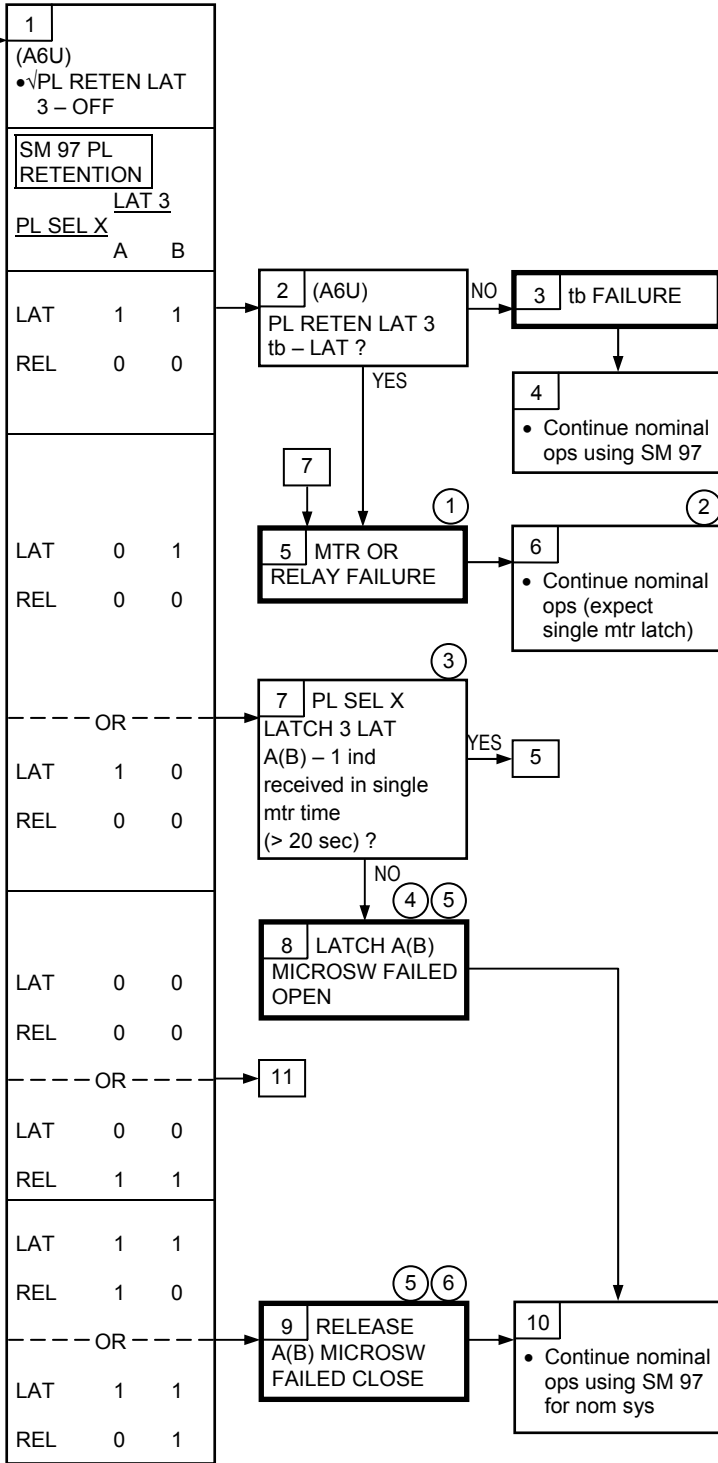 1
(A6U)
•√PL RETEN LAT
3 – OFF
SM 97 PL
RETENTION
LAT 3
PL SEL X
A B
LAT 1 1
REL 0 0
2 (A6U)
PL RETEN LAT 3
tb – LAT ?
NO
3 tb FAILURE
YES
4
• Continue nominal
ops using SM 97
7
LAT 0 1
REL 0 0
1
5 MTR OR
RELAY FAILURE
2
6
• Continue nominal
ops (expect
single mtr latch)
– – – – OR – – – –
LAT 1 0
REL 0 0
3
7 PL SEL X
LATCH 3 LAT
A(B) – 1 ind
received in single
mtr time
(> 20 sec) ?
YES
5
NO
4 5
8 LATCH A(B)
MICROSW FAILED
OPEN
LAT 0 0
REL 0 0
– – – – OR – – – –
11
LAT 0 0
REL 1 1
LAT 1 1
REL 1 0
– – – – OR – – – –
LAT 1 1
REL 0 1
5 6
9 RELEASE
A(B) MICROSW
FAILED CLOSE
10
• Continue nominal
ops using SM 97
for nom sys